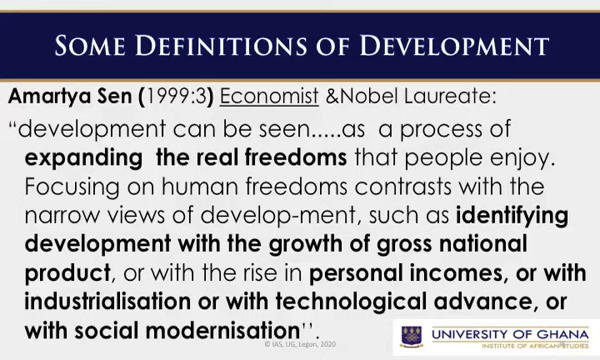 SOME DEFINITIONS OF DEVELOPMENT
Amartya Sen (1999:3) Economist &Nobel Laureate:
“development can be seen.....as a process of
expanding the real freedoms that people enjoy.
Focusing on human freedoms contrasts with the
narrow views of develop-ment, such as identifying
development with the growth of gross national
product, or with the rise in personal incomes, or with
industrialisation or with technological advance, or
with social modernisation’’.
© IAS, UG, Legon, 2020
UNIVERSITY OF GHANA
INSTITUTE OF AFRICAN STUDIES